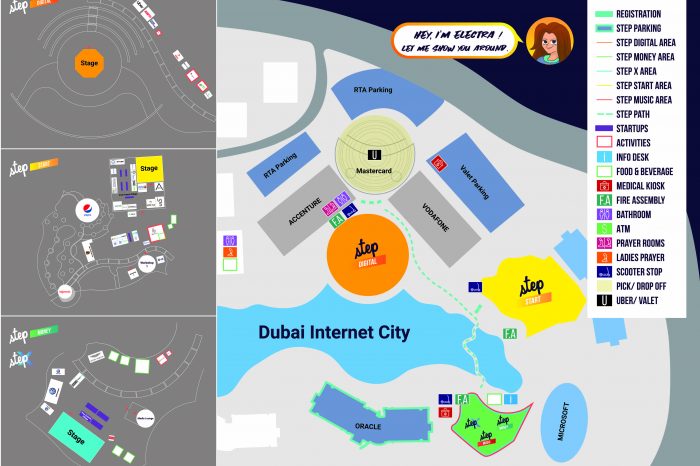 step
DIGITAL
Stage
step
START
Stage
pepsi
Workshop
step
MONEY
step X
Stage
HEY, I'M ELECTRA !
LET ME SHOW YOU AROUND.
RTA Parking
RTA Parking
U
Mastercard
Valet Parking
ACCENTURE
VODAFONE
F.A
step
DIGITAL
step
START
F.A
Dubai Internet City
F.A
i
ORACLE
step
step
step
MICROSOFT
REGISTRATION
STEP PARKING
STEP DIGITAL AREA
STEP MONEY AREA
STEP X AREA
STEP START AREA
STEP MUSIC AREA
STEP PATH
STARTUPS
ACTIVITIES
i INFO DESK
FOOD & BEVERAGE
MEDICAL KIOSK
F.A FIRE ASSEMBLY
BATHROOM
ATM
PRAYER ROOMS
LADIES PRAYER
SCOOTER STOP
PICK/ DROP OFF
U UBER/ VALET